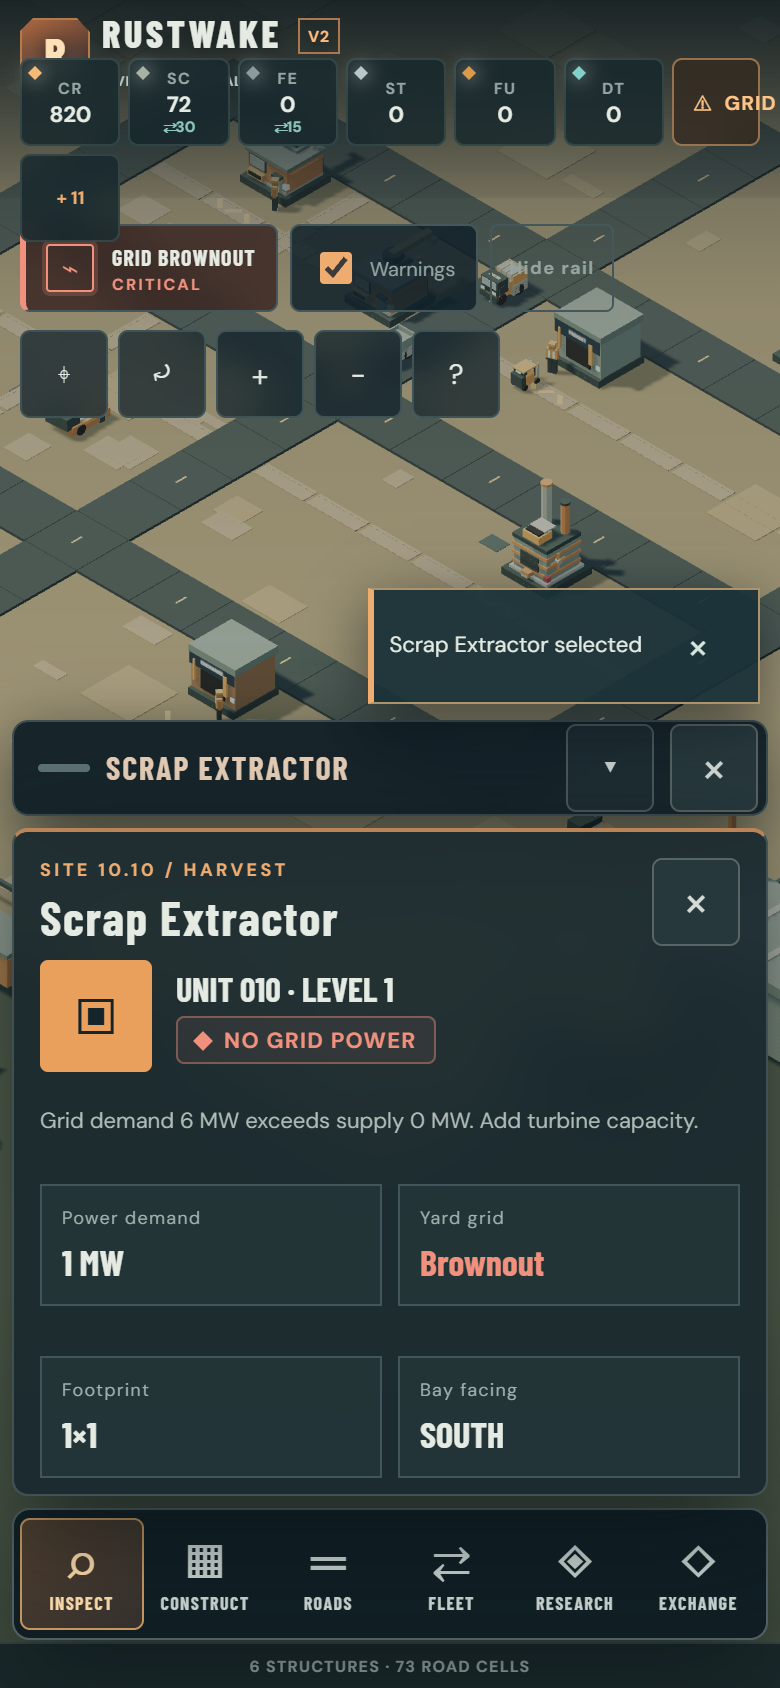 RUSTWAKE V2
R
CR
820
SC
72
⇄30
FE
0
⇄15
ST
0
FU
0
DT
0
⚠ GRID
+ 11
GRID BROWNOUT
CRITICAL
Warnings
Hide rail
+
−
?
Scrap Extractor selected ×
SCRAP EXTRACTOR ▼ ×
SITE 10.10 / HARVEST
Scrap Extractor ×
UNIT 010 · LEVEL 1
◆ NO GRID POWER
Grid demand 6 MW exceeds supply 0 MW. Add turbine capacity.
Power demand
1 MW
Yard grid
Brownout
Footprint
1×1
Bay facing
SOUTH
INSPECT
CONSTRUCT
ROADS
FLEET
RESEARCH
EXCHANGE
6 STRUCTURES · 73 ROAD CELLS